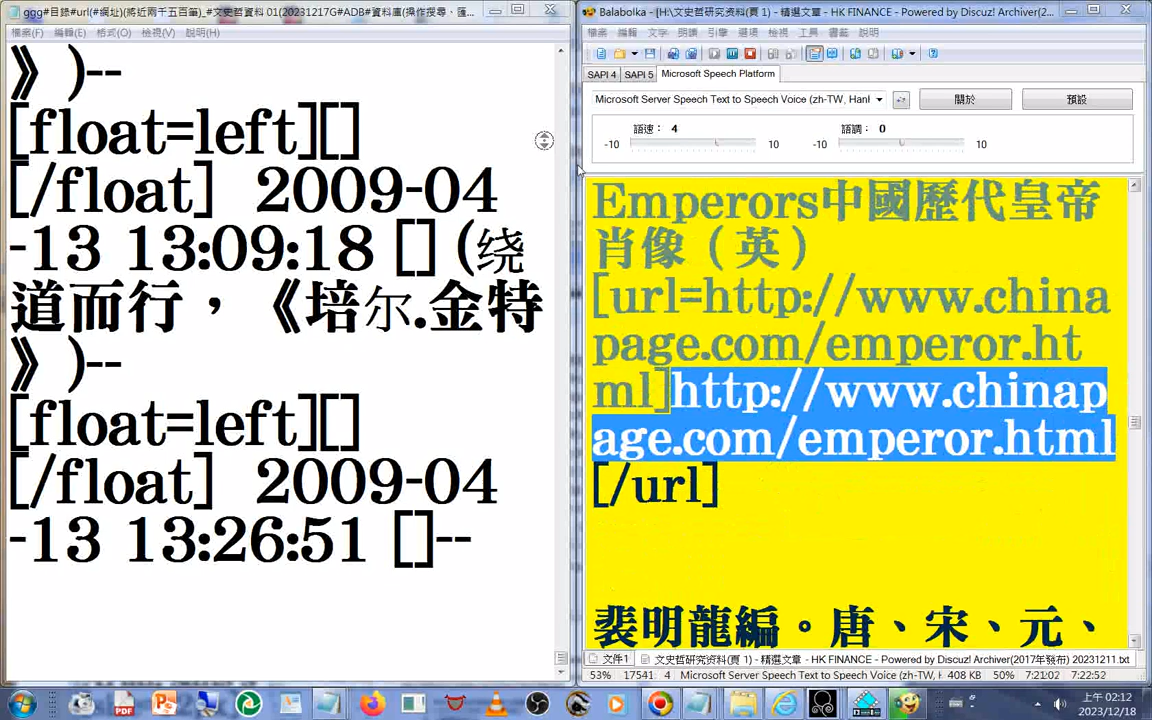 ggg#目錄#url(#網址)(將近兩千五百筆)_#文史哲資料 01(20231217G#ADB#資料庫(操作搜尋、匯...
檔案(F) 編輯(E) 格式(O) 檢視(V) 說明(H)
》)--
[float=left][]
[/float] 2009-04
-13 13:09:18 [] (绕
道而行，《培尔.金特
》)--
[float=left][]
[/float] 2009-04
-13 13:26:51 []--
Balabolka - [H:\文史哲研究资料(頁 1) - 精選文章 - HK FINANCE - Powered by Discuz! Archiver(2...
檔案 編輯 文字 朗讀 引擎 選項 檢視 工具 書籤 說明
SAPI 4 SAPI 5 Microsoft Speech Platform
Microsoft Server Speech Text to Speech Voice (zh-TW, Hanl 關於 預設
語速： 4 語調： 0
-10 10 -10 10
Emperors中國歷代皇帝
肖像（英）
[url=http://www.china
page.com/emperor.ht
ml]http://www.chinap
age.com/emperor.html
[/url]
裴明龍編。唐、宋、元、
文件1 文史哲研究资料(頁 1) - 精選文章 - HK FINANCE - Powered by Discuz! Archiver(2017年發布) 20231211.txt
53% 17541 4 Microsoft Server Speech Text to Speech Voice (zh-TW, H 408 KB 50% 7:21:02 7:22:52
上午 02:12
2023/12/18